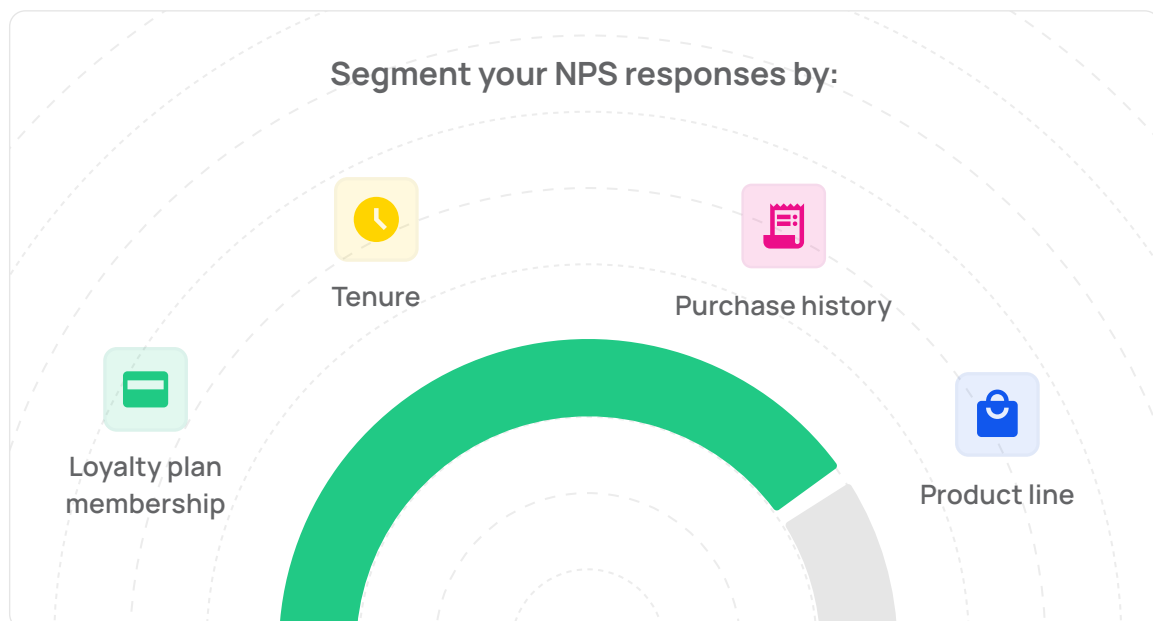 Segment your NPS responses by:
Tenure
Purchase history
Loyalty plan
membership
Product line